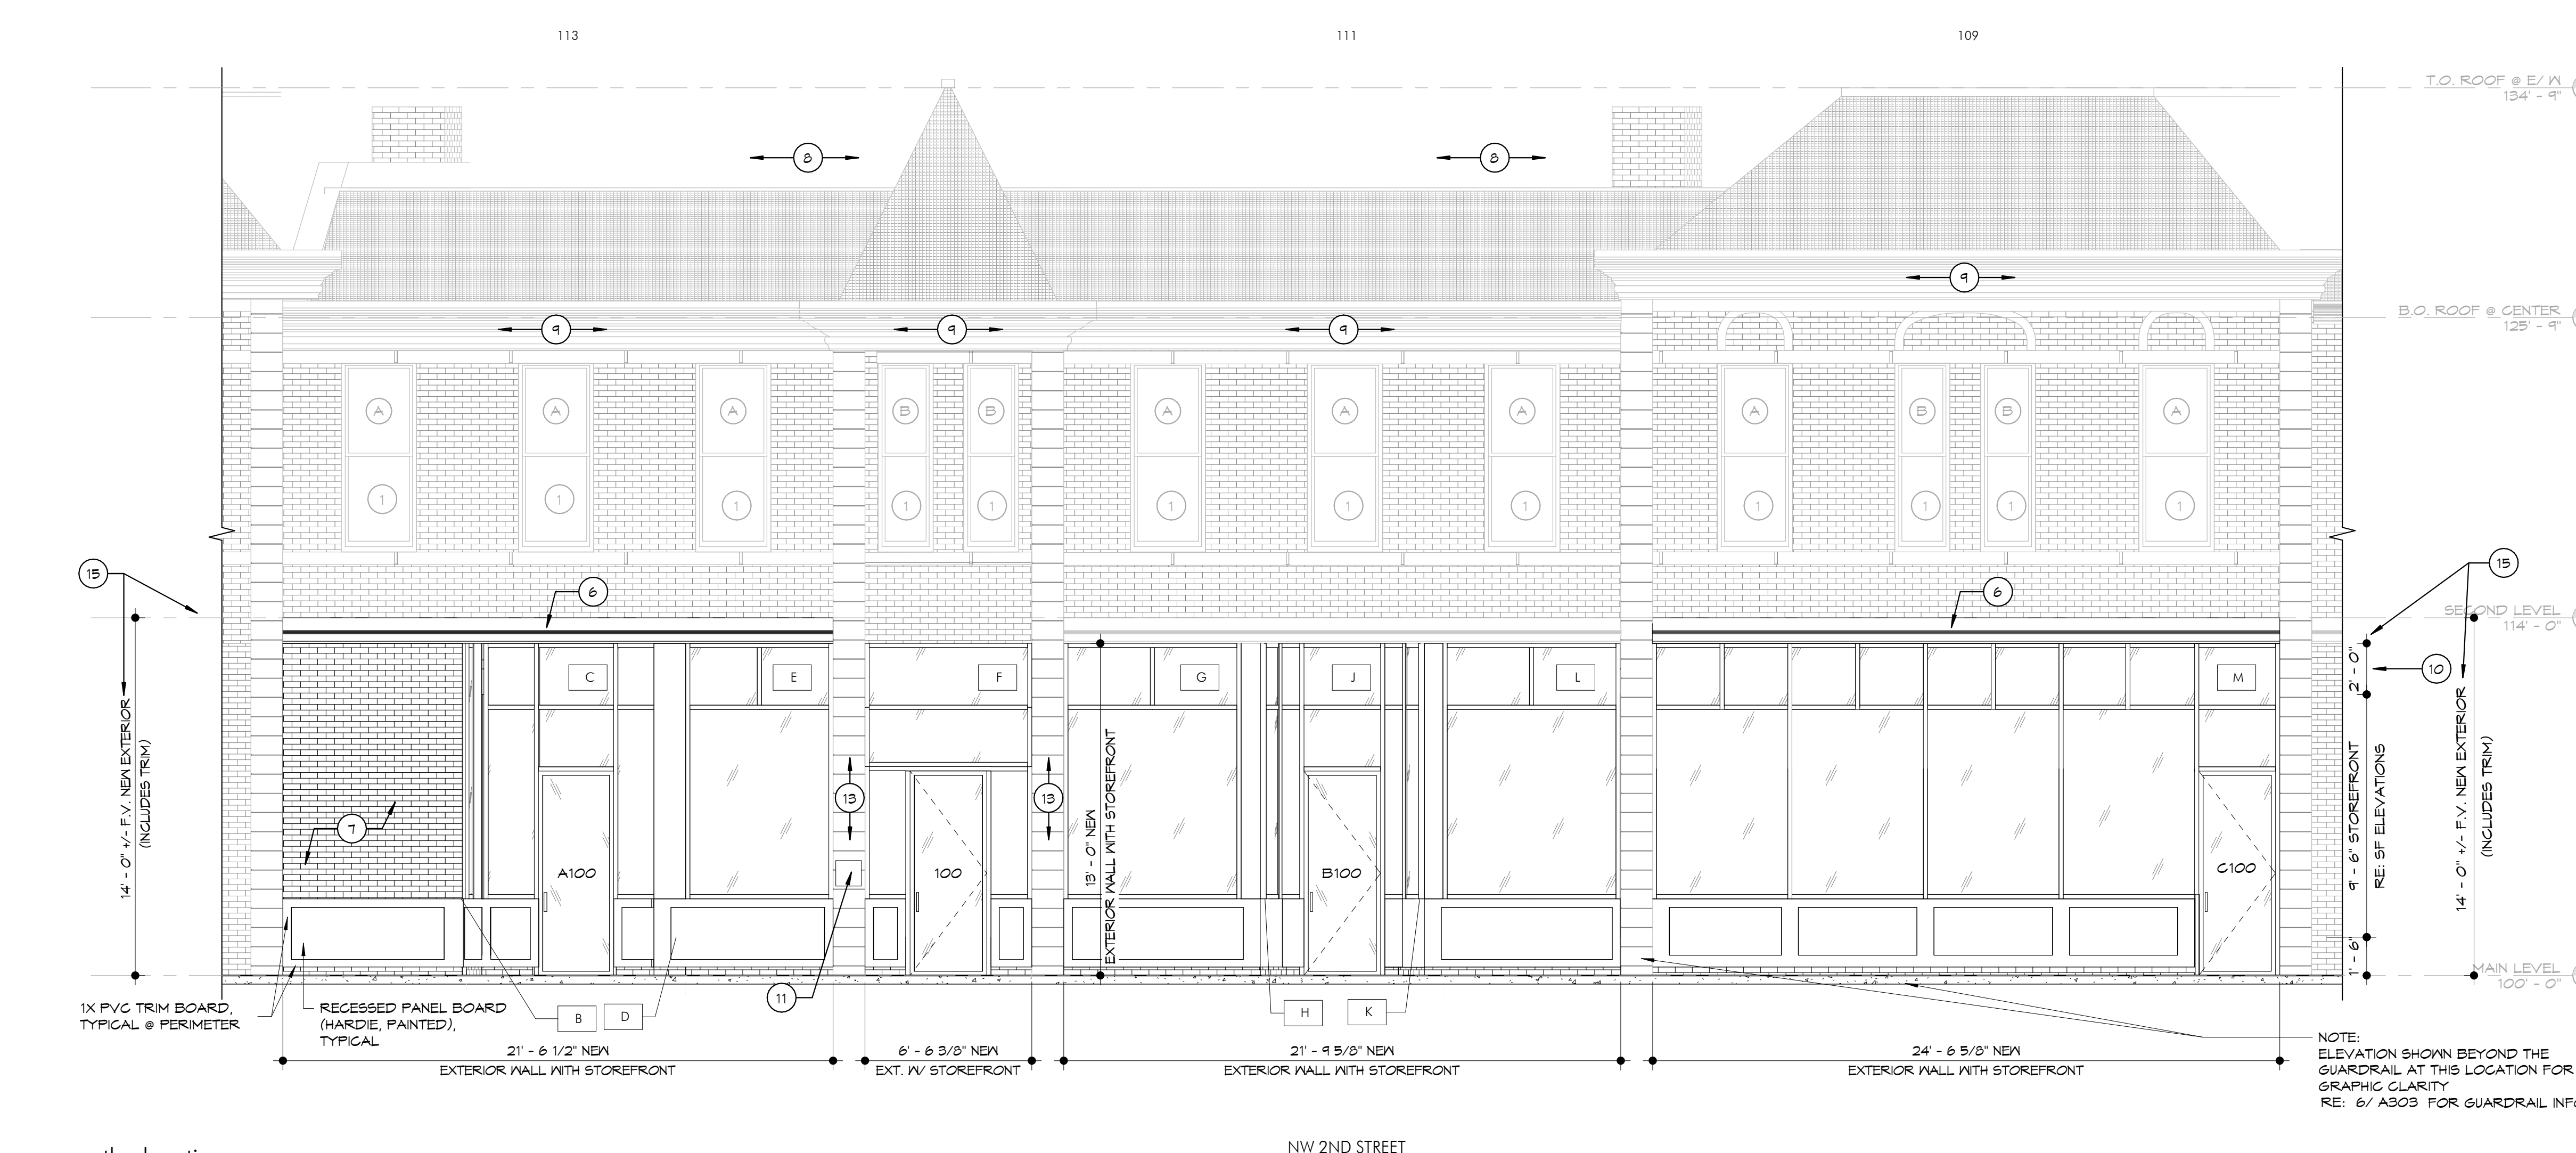 113
111
109
T.O. ROOF @ E/ W
134' - 9"
8
8
9
B.O. ROOF @ CENTER
125' - 9"
9
9
9
A
A
A
B
B
A
A
A
A
B
B
A
1
1
1
1
1
1
1
1
1
1
1
1
15
15
6
6
SECOND LEVEL
114' - 0"
C
E
F
G
J
L
M
2' - 0"
10
14' - 0" +/- F.V. NEW EXTERIOR
(INCLUDES TRIM)
13' - 0" NEW
EXTERIOR WALL WITH STOREFRONT
9' - 6" STOREFRONT
RE: SF ELEVATIONS
14' - 0" +/- F.V. NEW EXTERIOR
(INCLUDES TRIM)
13
13
7
A100
100
B100
C100
1' - 6"
MAIN LEVEL
100' - 0"
11
1X PVC TRIM BOARD,
TYPICAL @ PERIMETER
RECESSED PANEL BOARD
(HARDIE, PAINTED),
TYPICAL
B
D
H
K
21' - 6 1/2" NEW
EXTERIOR WALL WITH STOREFRONT
6' - 6 3/8" NEW
EXT. W/ STOREFRONT
21' - 9 5/8" NEW
EXTERIOR WALL WITH STOREFRONT
24' - 6 5/8" NEW
EXTERIOR WALL WITH STOREFRONT
NOTE:
ELEVATION SHOWN BEYOND THE
GUARDRAIL AT THIS LOCATION FOR
GRAPHIC CLARITY
RE: 6/ A303 FOR GUARDRAIL
NW 2ND STREET